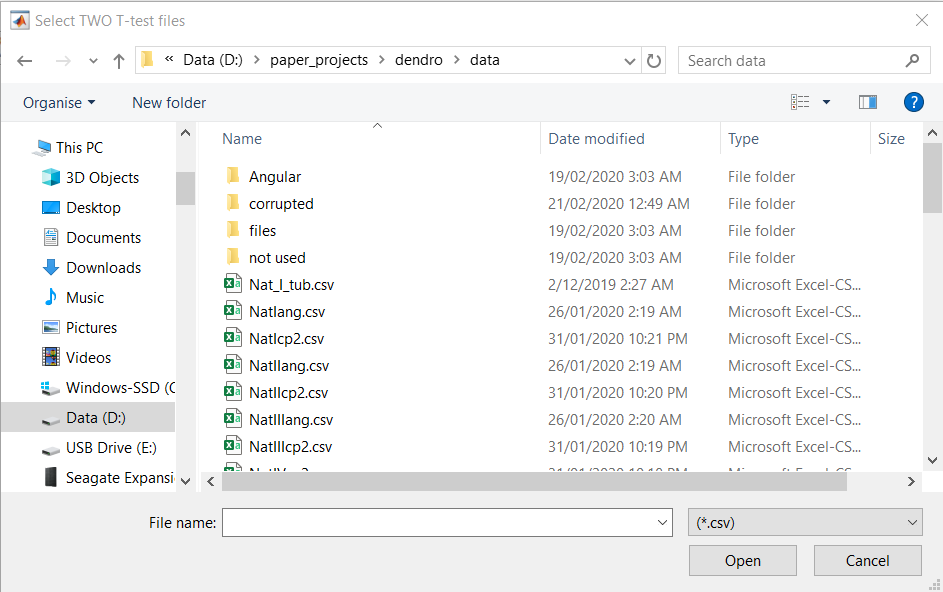 Select TWO T-test files
« Data (D:) > paper_projects > dendro > data
Search data
Organise
New folder
?
Name
Date modified
Type
Size
This PC
3D Objects
Desktop
Documents
Downloads
Music
Pictures
Videos
Windows-SSD (C
Data (D:)
USB Drive (E:)
Seagate Expansi
Angular 19/02/2020 3:03 AM File folder
corrupted 21/02/2020 12:49 AM File folder
files 19/02/2020 3:03 AM File folder
not used 19/02/2020 3:03 AM File folder
Nat_I_tub.csv 2/12/2019 2:27 AM Microsoft Excel-CS...
NatIang.csv 26/01/2020 2:19 AM Microsoft Excel-CS...
NatIcp2.csv 31/01/2020 10:21 PM Microsoft Excel-CS...
NatIIang.csv 26/01/2020 2:19 AM Microsoft Excel-CS...
NatIIcp2.csv 31/01/2020 10:20 PM Microsoft Excel-CS...
NatIIIang.csv 26/01/2020 2:20 AM Microsoft Excel-CS...
NatIIIcp2.csv 31/01/2020 10:19 PM Microsoft Excel-CS...
File name:
(*.csv)
Open
Cancel